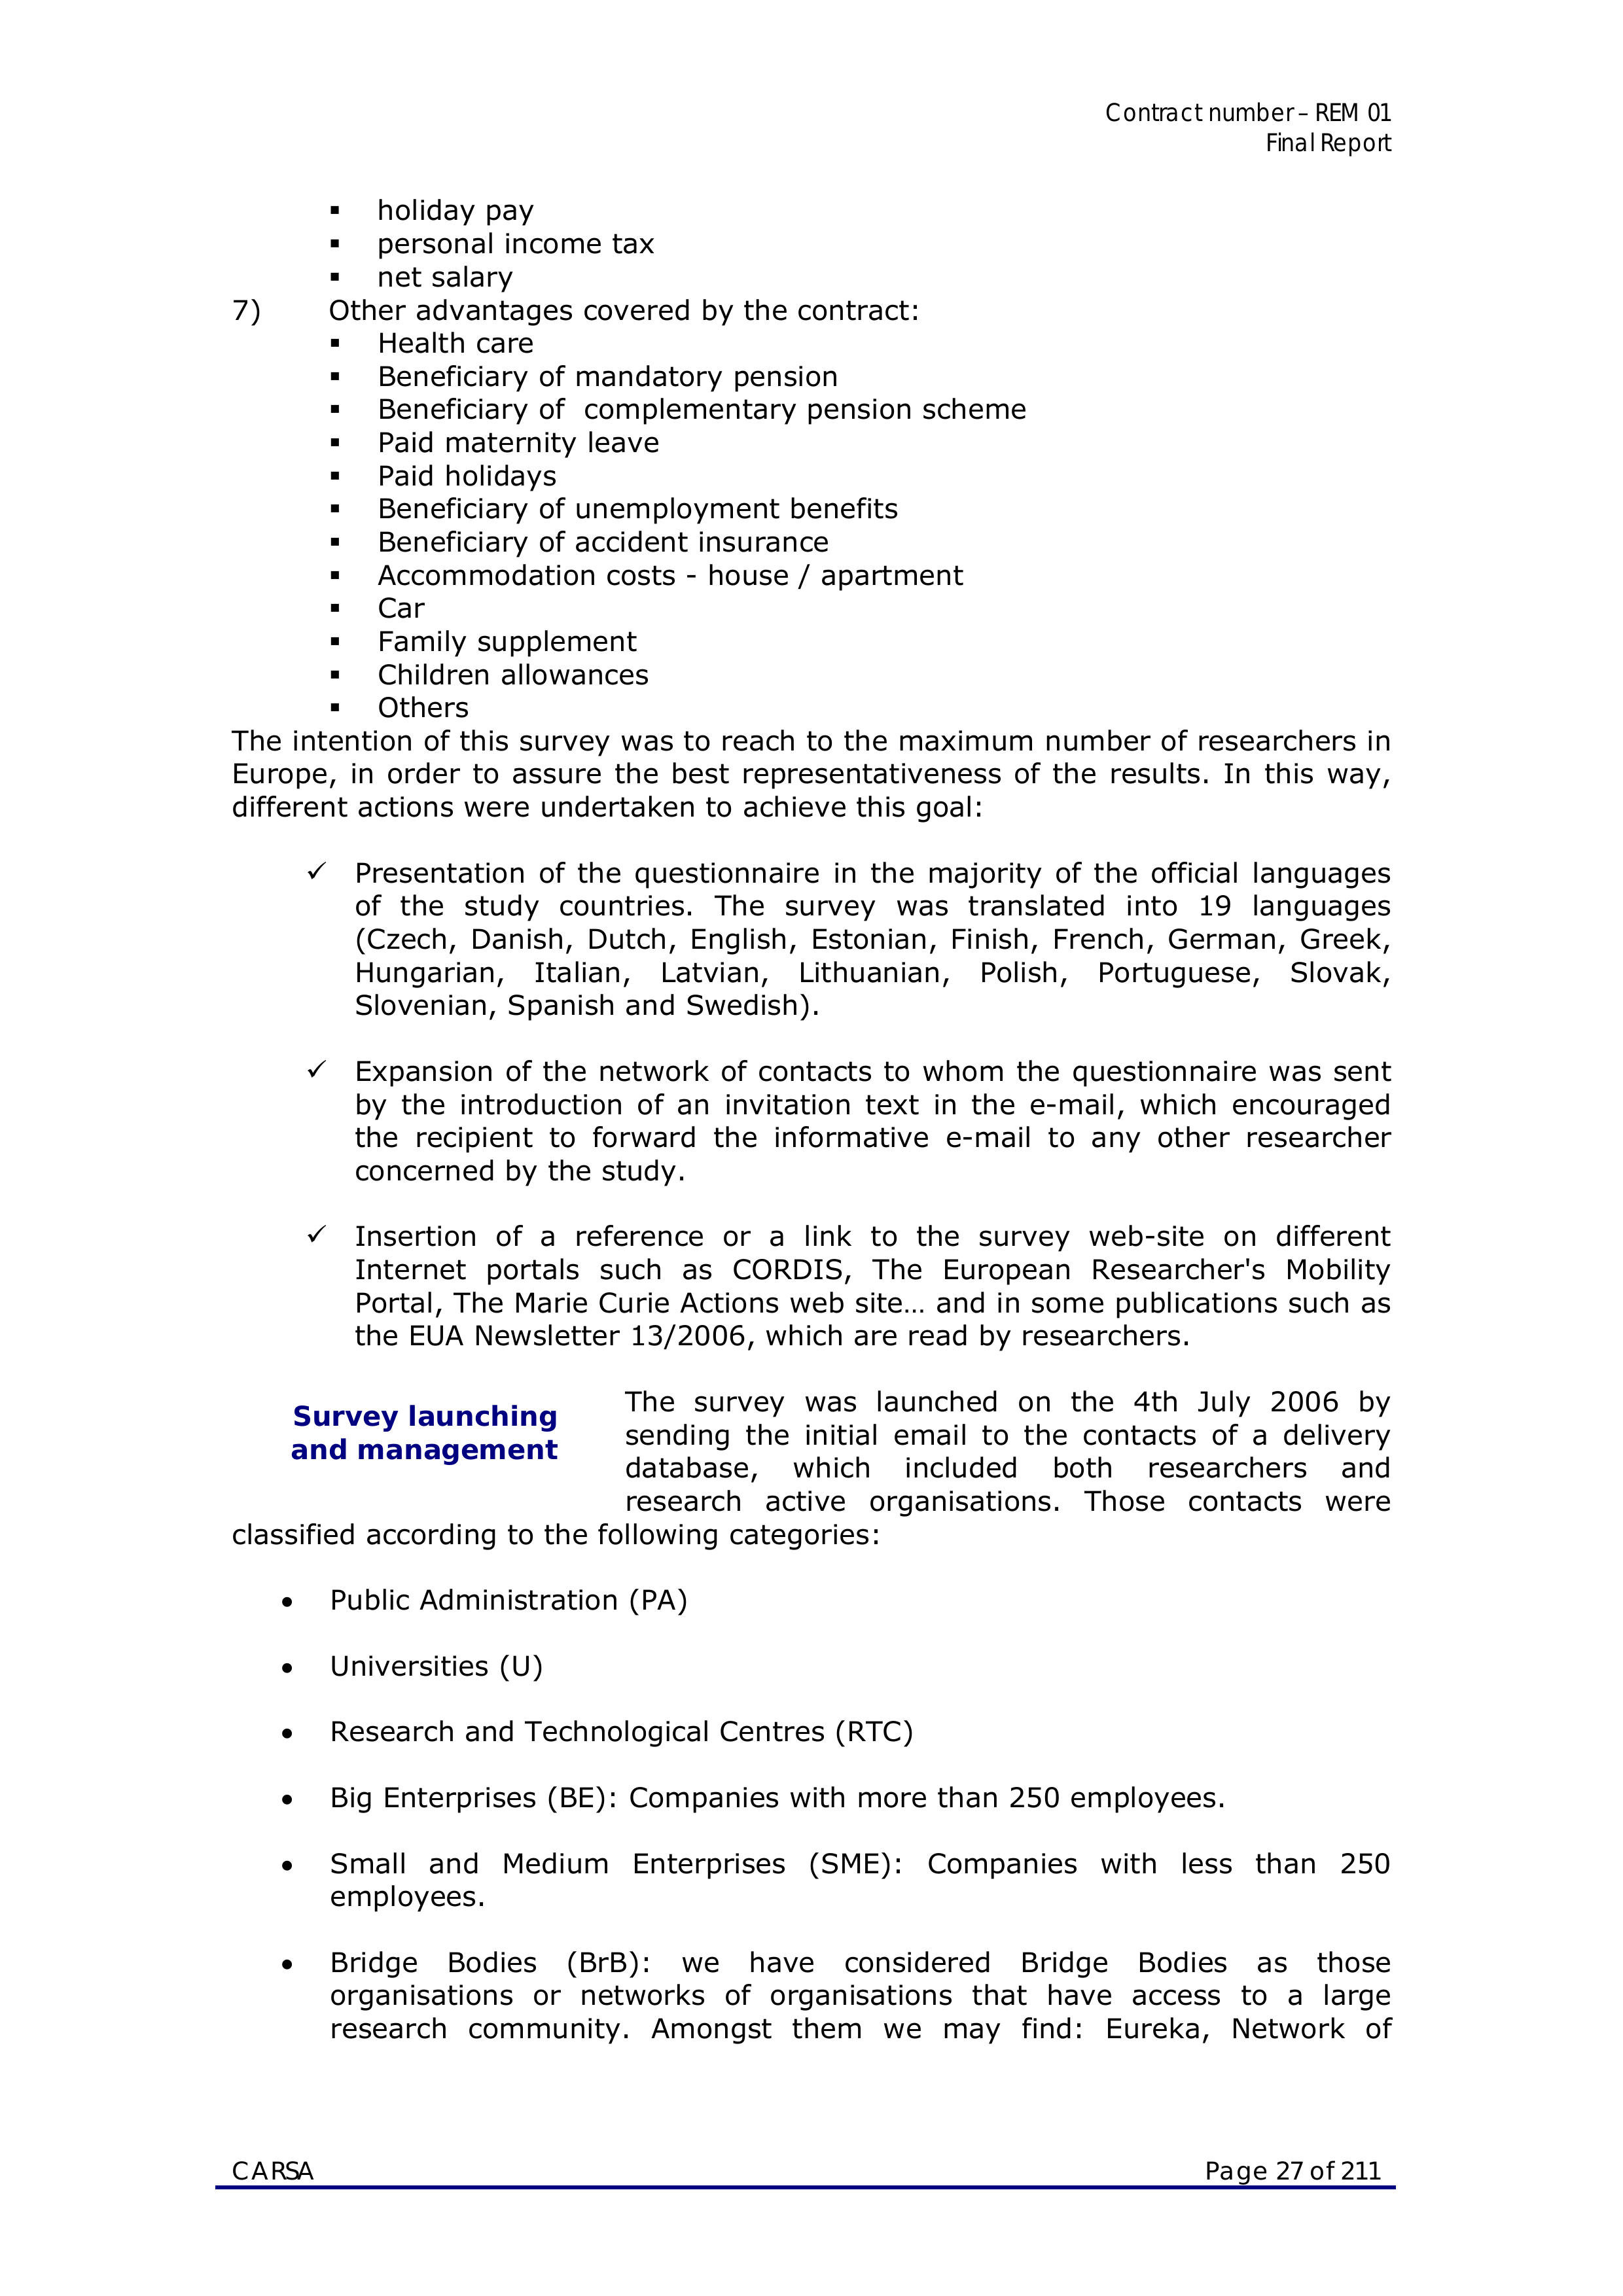 Contract number – REM 01
Final Report
▪ holiday pay
▪ personal income tax
▪ net salary
7) Other advantages covered by the contract:
▪ Health care
▪ Beneficiary of mandatory pension
▪ Beneficiary of  complementary pension scheme
▪ Paid maternity leave
▪ Paid holidays
▪ Beneficiary of unemployment benefits
▪ Beneficiary of accident insurance
▪ Accommodation costs - house / apartment
▪ Car
▪ Family supplement
▪ Children allowances
▪ Others
The intention of this survey was to reach to the maximum number of researchers in
Europe, in order to assure the best representativeness of the results. In this way,
different actions were undertaken to achieve this goal:
✓ Presentation of the questionnaire in the majority of the official languages
of the study countries. The survey was translated into 19 languages
(Czech, Danish, Dutch, English, Estonian, Finish, French, German, Greek,
Hungarian, Italian, Latvian, Lithuanian, Polish, Portuguese, Slovak,
Slovenian, Spanish and Swedish).
✓ Expansion of the network of contacts to whom the questionnaire was sent
by the introduction of an invitation text in the e-mail, which encouraged
the recipient to forward the informative e-mail to any other researcher
concerned by the study.
✓ Insertion of a reference or a link to the survey web-site on different
Internet portals such as CORDIS, The European Researcher's Mobility
Portal, The Marie Curie Actions web site… and in some publications such as
the EUA Newsletter 13/2006, which are read by researchers.
Survey launching
and management
The survey was launched on the 4th July 2006 by
sending the initial email to the contacts of a delivery
database, which included both researchers and
research active organisations. Those contacts were
classified according to the following categories:
• Public Administration (PA)
• Universities (U)
• Research and Technological Centres (RTC)
• Big Enterprises (BE): Companies with more than 250 employees.
• Small and Medium Enterprises (SME): Companies with less than 250
employees.
• Bridge Bodies (BrB): we have considered Bridge Bodies as those
organisations or networks of organisations that have access to a large
research community. Amongst them we may find: Eureka, Network of
CARSA
Page 27 of 211